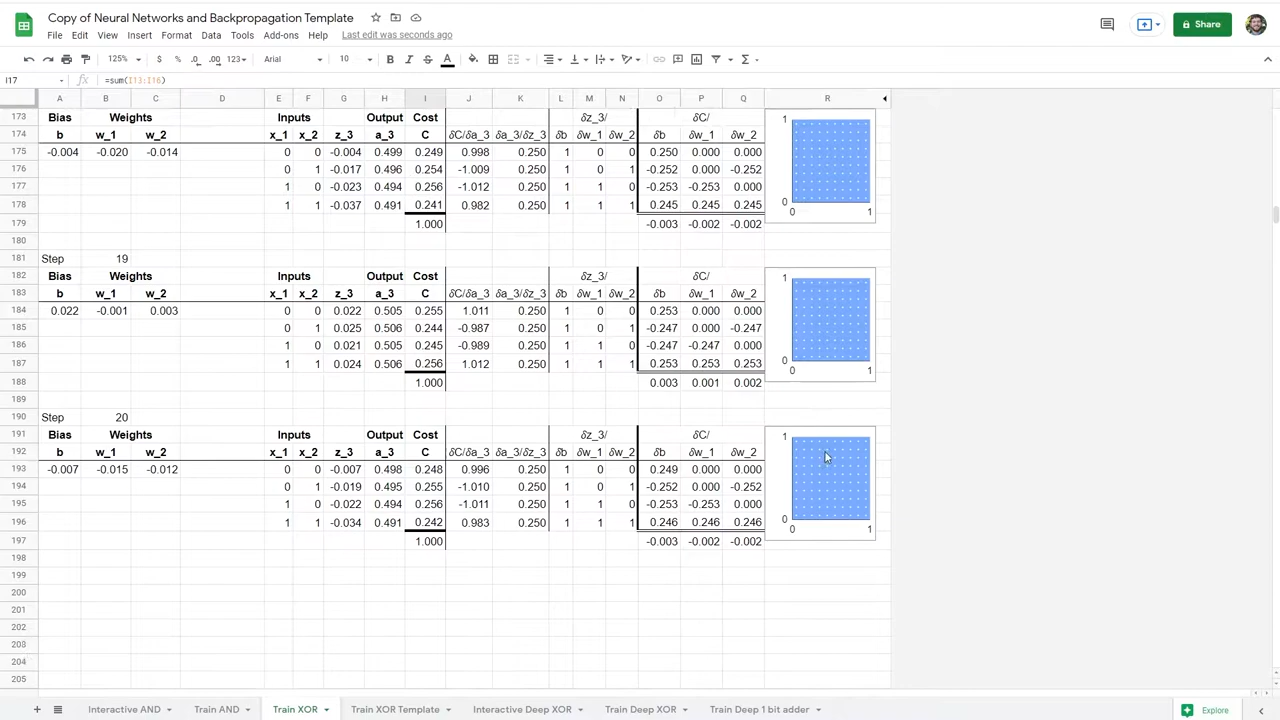 Copy of Neural Networks and Backpropagation Template
File Edit View Insert Format Data Tools Add-ons Help Last edit was seconds ago
Share
125% $ % .0 .00 123 Arial 10 B I S A Σ
I17 fx =sum(I13:I16)
A B C D E F G H I J K L M N O P Q R
173 Bias Weights Inputs Output Cost δz_3/ δC/ 1
174 b w_1 w_2 x_1 x_2 z_3 a_3 C δC/δa_3 δa_3/δz_3 δb δw_1 δw_2 δb δw_1 δw_2
175 -0.004 -0.020 -0.014 0 0 -0.004 0.499 0.249 0.998 0.250 1 0 0 0.250 0.000 0.000
176 0 1 -0.017 0.496 0.254 -1.009 0.250 1 0 1 -0.252 0.000 -0.252
177 1 0 -0.023 0.494 0.256 -1.012 0.250 1 1 0 -0.253 -0.253 0.000
178 1 1 -0.037 0.491 0.241 0.982 0.250 1 1 1 0.245 0.245 0.245 0
0 1
179 1.000 -0.003 -0.002 -0.002
180
181 Step 19
182 Bias Weights Inputs Output Cost δz_3/ δC/ 1
183 b w_1 w_2 x_1 x_2 z_3 a_3 C δC/δa_3 δa_3/δz_3 δb δw_1 δw_2 δb δw_1 δw_2
184 0.022 -0.001 0.003 0 0 0.022 0.505 0.255 1.011 0.250 1 0 0 0.253 0.000 0.000
185 0 1 0.025 0.506 0.244 -0.987 0.250 1 0 1 -0.247 0.000 -0.247
186 1 0 0.021 0.505 0.245 -0.989 0.250 1 1 0 -0.247 -0.247 0.000
187 1 1 0.024 0.506 0.256 1.012 0.250 1 1 1 0.253 0.253 0.253 0
0 1
188 1.000 0.003 0.001 0.002
189
190 Step 20
191 Bias Weights Inputs Output Cost δz_3/ δC/ 1
192 b w_1 w_2 x_1 x_2 z_3 a_3 C δC/δa_3 δa_3/δz_3 δb δw_1 δw_2 δb δw_1 δw_2
193 -0.007 -0.015 -0.012 0 0 -0.007 0.498 0.248 0.996 0.250 1 0 0 0.249 0.000 0.000
194 0 1 -0.019 0.495 0.255 -1.010 0.250 1 0 1 -0.252 0.000 -0.252
195 1 0 -0.022 0.494 0.256 -1.011 0.250 1 1 0 -0.253 -0.253 0.000
196 1 1 -0.034 0.491 0.242 0.983 0.250 1 1 1 0.246 0.246 0.246 0
0 1
197 1.000 -0.003 -0.002 -0.002
198
199
200
201
202
203
204
205
Interactive AND Train AND Train XOR Train XOR Template Interactive Deep XOR Train Deep XOR Train Deep 1 bit adder Explore